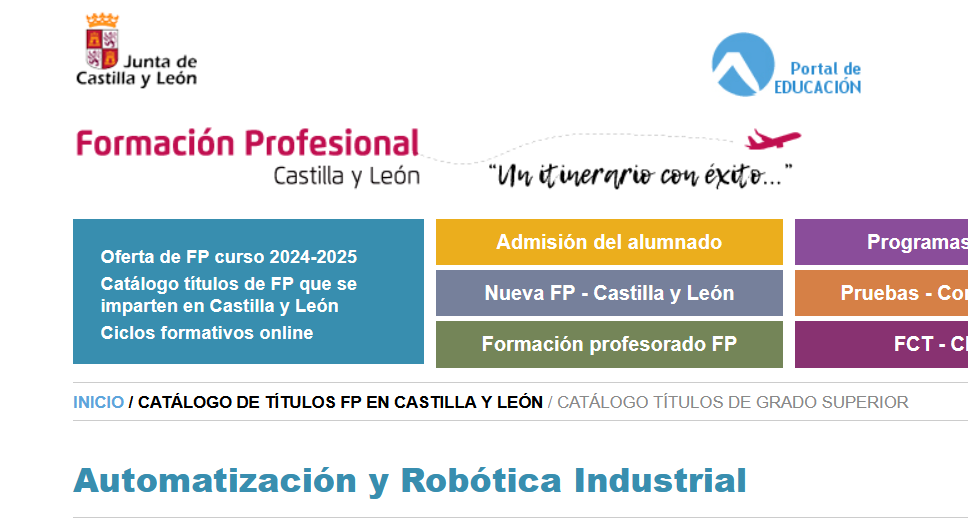 Junta de
Castilla y León
Portal de
EDUCACIÓN
Formación Profesional
Castilla y León
“Un itinerario con éxito...”
Oferta de FP curso 2024-2025
Catálogo títulos de FP que se
imparten en Castilla y León
Ciclos formativos online
Admisión del alumnado
Nueva FP - Castilla y León
Formación profesorado FP
Programas
Pruebas - Co
FCT - C
INICIO / CATÁLOGO DE TÍTULOS FP EN CASTILLA Y LEÓN / CATÁLOGO TÍTULOS DE GRADO SUPERIOR
Automatización y Robótica Industrial